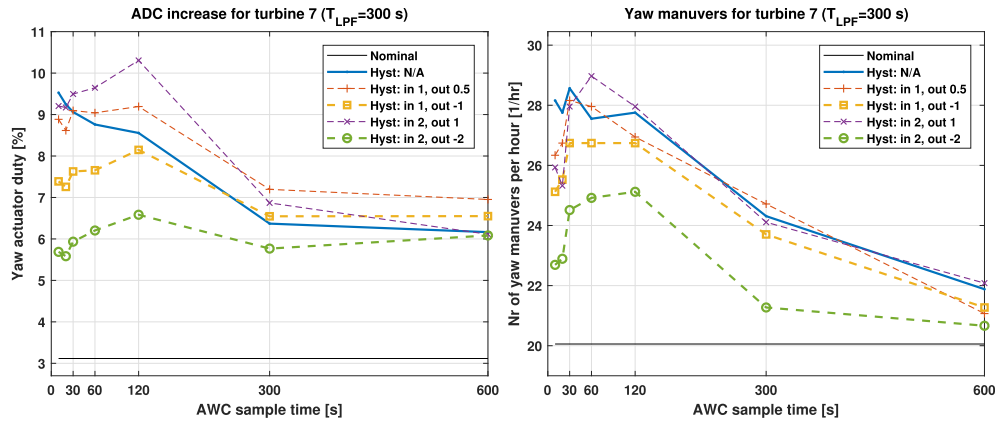 ADC increase for turbine 7 (T_LPF=300 s)
Yaw actuator duty [%]
11
10
9
8
7
6
5
4
3
0 30 60 120 300 600
AWC sample time [s]
Nominal
Hyst: N/A
Hyst: in 1, out 0.5
Hyst: in 1, out -1
Hyst: in 2, out 1
Hyst: in 2, out -2
Yaw manuvers for turbine 7 (T_LPF=300 s)
Nr of yaw manuvers per hour [1/hr]
30
28
26
24
22
20
0 30 60 120 300 600
AWC sample time [s]
Nominal
Hyst: N/A
Hyst: in 1, out 0.5
Hyst: in 1, out -1
Hyst: in 2, out 1
Hyst: in 2, out -2